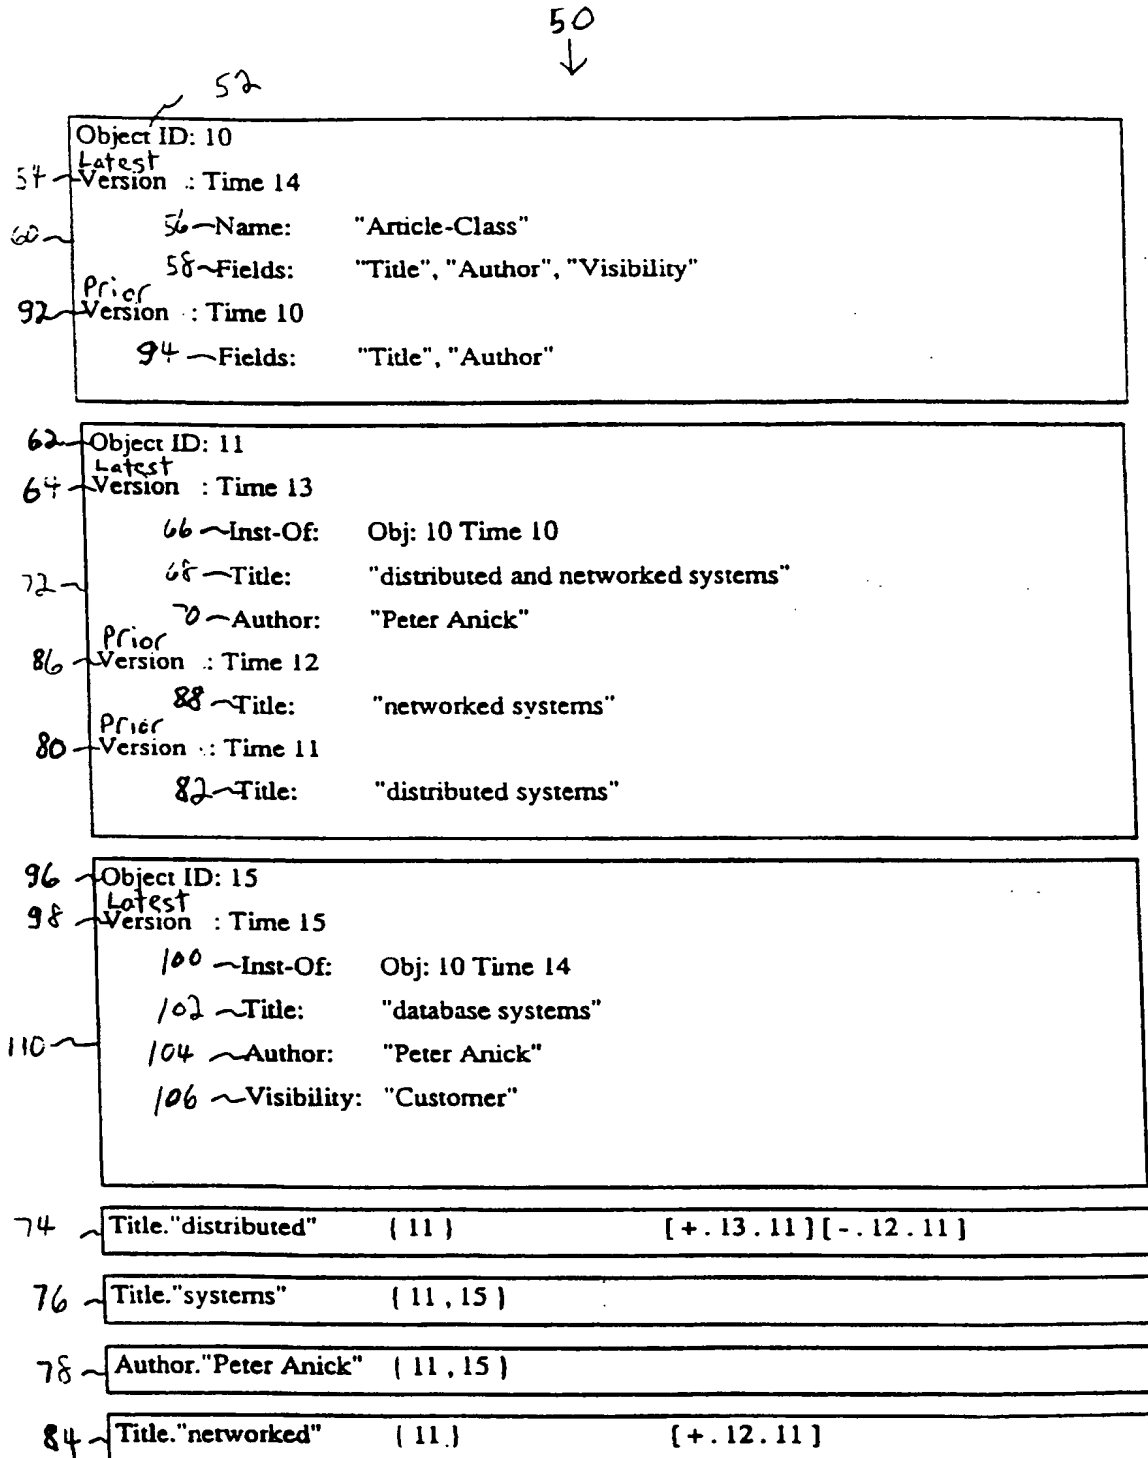 50
52
Object ID: 10
Latest
54 Version : Time 14
56 Name: "Article-Class"
60
58 Fields: "Title", "Author", "Visibility"
Prior
92 Version : Time 10
94 Fields: "Title", "Author"
62 Object ID: 11
Latest
64 Version : Time 13
66 Inst-Of: Obj: 10 Time 10
68 Title: "distributed and networked systems"
72
70 Author: "Peter Anick"
Prior
86 Version : Time 12
88 Title: "networked systems"
Prior
80 Version : Time 11
82 Title: "distributed systems"
96 Object ID: 15
Latest
98 Version : Time 15
100 Inst-Of: Obj: 10 Time 14
102 Title: "database systems"
110
104 Author: "Peter Anick"
106 Visibility: "Customer"
74 Title."distributed" { 11 } [ + . 13 . 11 ] [ - . 12 . 11 ]
76 Title."systems" { 11 , 15 }
78 Author."Peter Anick" { 11 , 15 }
84 Title."networked" { 11 } [ + . 12 . 11 ]